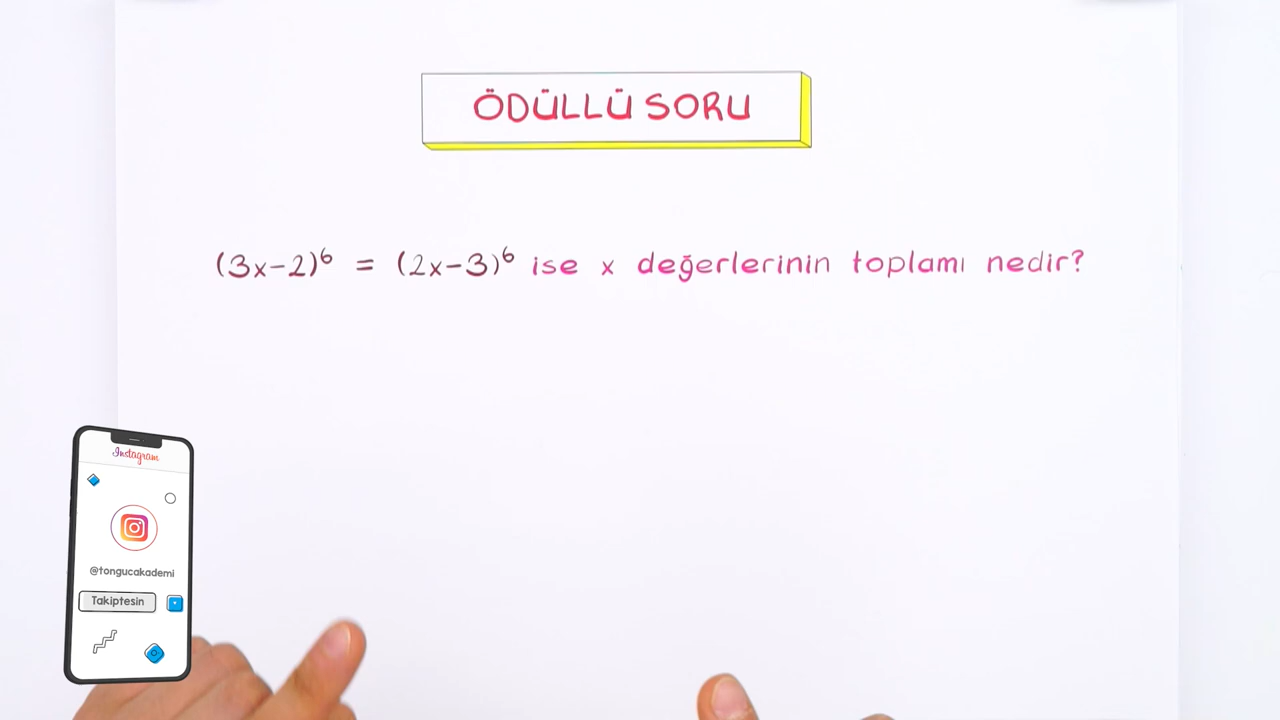 ÖDÜLLÜ SORU
(3x-2)⁶ = (2x-3)⁶ ise x değerlerinin toplamı nedir?
Instagram
@tongucakademi
Takiptesin